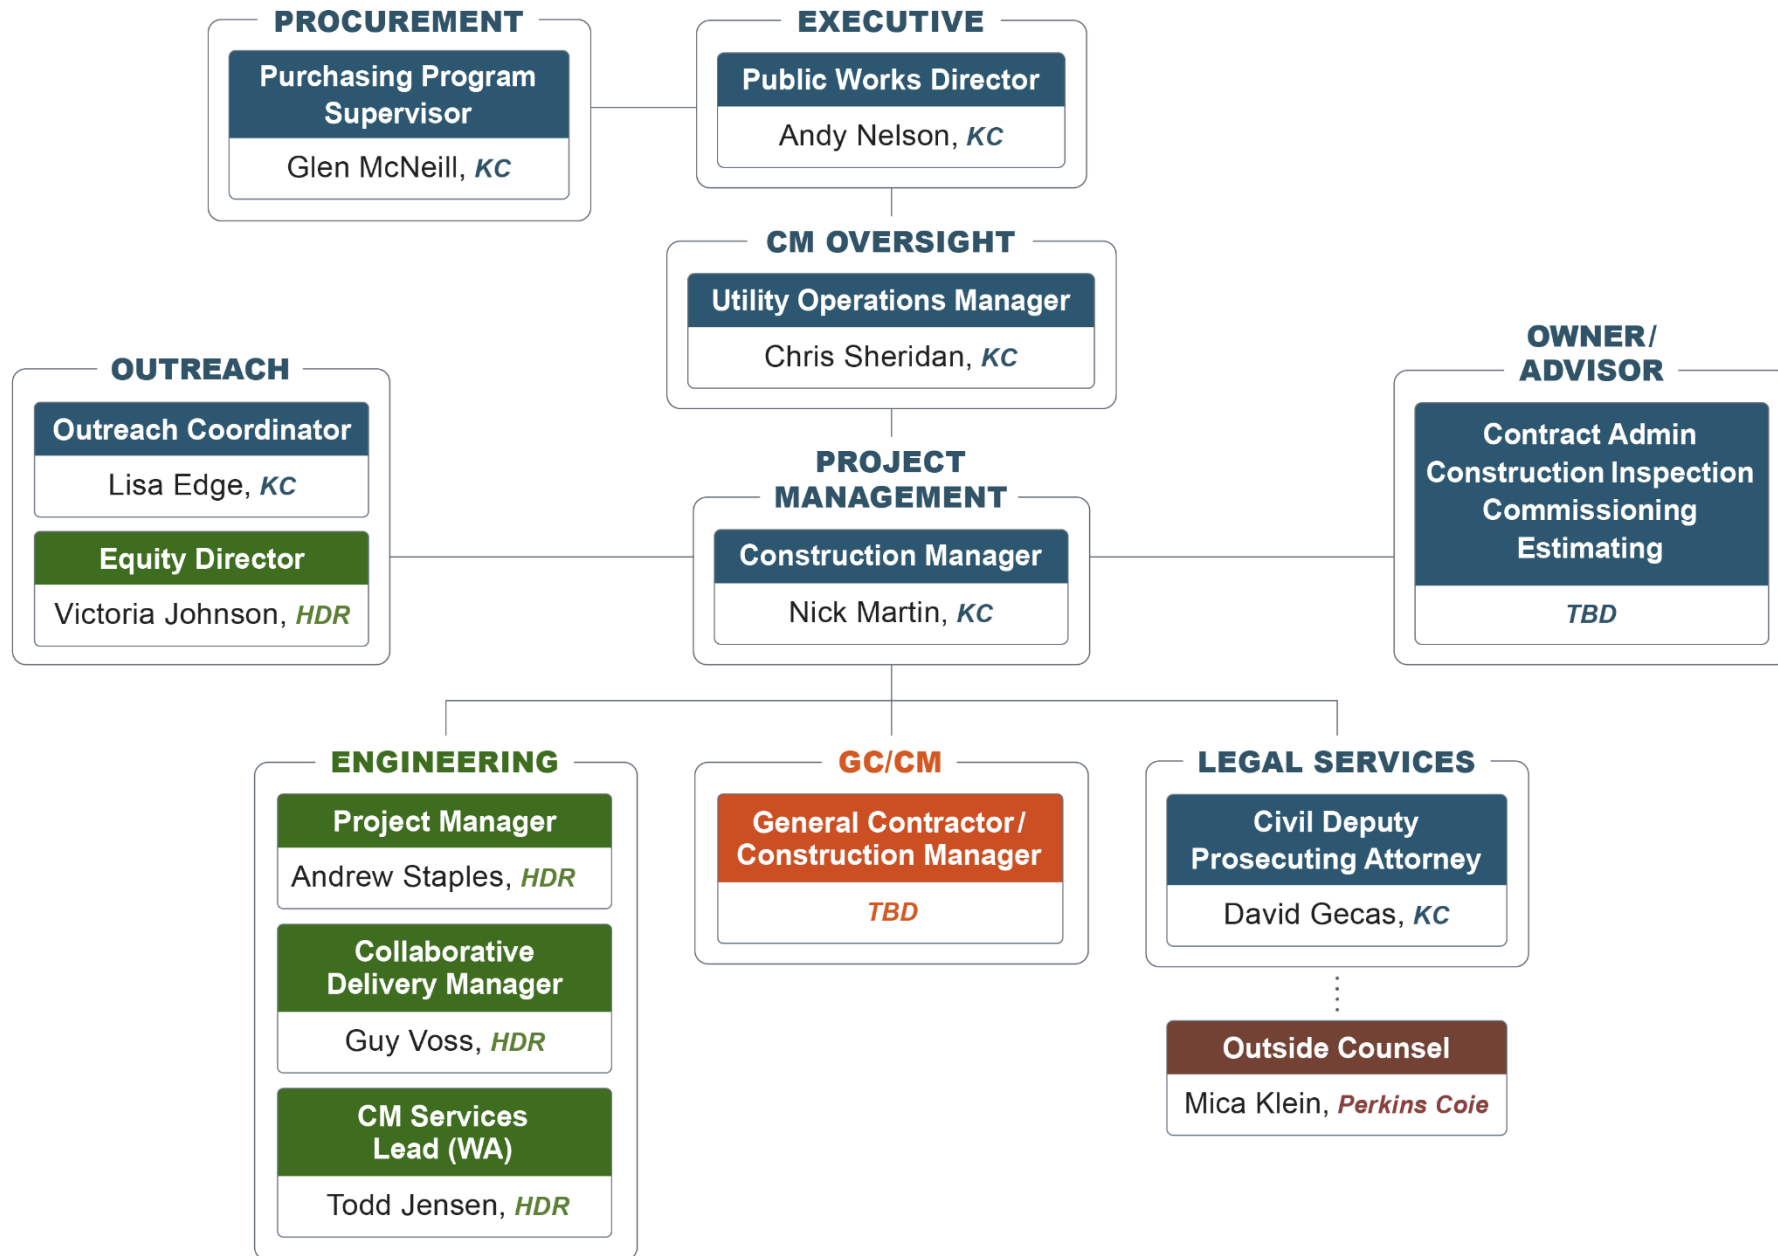 PROCUREMENT
Purchasing Program
Supervisor
Glen McNeill, KC
EXECUTIVE
Public Works Director
Andy Nelson, KC
CM OVERSIGHT
Utility Operations Manager
Chris Sheridan, KC
OUTREACH
Outreach Coordinator
Lisa Edge, KC
Equity Director
Victoria Johnson, HDR
PROJECT
MANAGEMENT
Construction Manager
Nick Martin, KC
OWNER/
ADVISOR
Contract Admin
Construction Inspection
Commissioning
Estimating
TBD
ENGINEERING
Project Manager
Andrew Staples, HDR
Collaborative
Delivery Manager
Guy Voss, HDR
CM Services
Lead (WA)
Todd Jensen, HDR
GC/CM
General Contractor/
Construction Manager
TBD
LEGAL SERVICES
Civil Deputy
Prosecuting Attorney
David Gecas, KC
Outside Counsel
Mica Klein, Perkins Coie